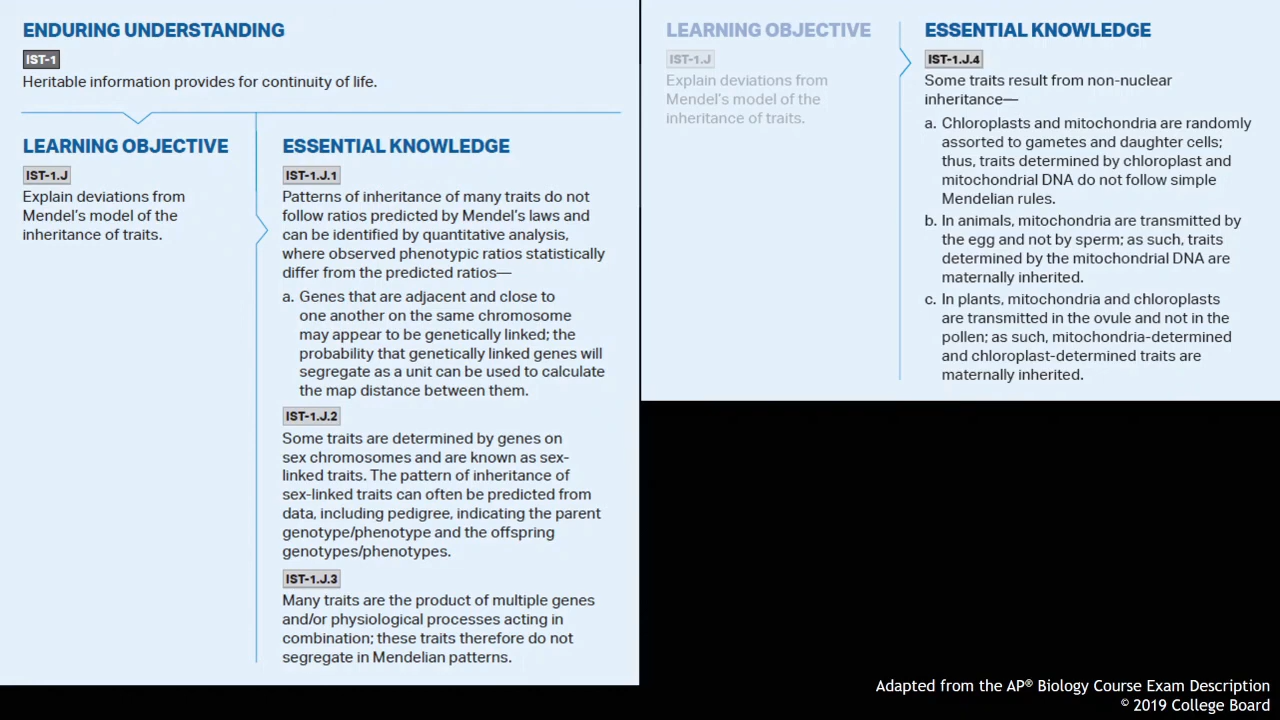 ENDURING UNDERSTANDING
IST-1
Heritable information provides for continuity of life.
LEARNING OBJECTIVE
IST-1.J
Explain deviations from
Mendel's model of the
inheritance of traits.
ESSENTIAL KNOWLEDGE
IST-1.J.1
Patterns of inheritance of many traits do not
follow ratios predicted by Mendel's laws and
can be identified by quantitative analysis,
where observed phenotypic ratios statistically
differ from the predicted ratios—
a. Genes that are adjacent and close to
one another on the same chromosome
may appear to be genetically linked; the
probability that genetically linked genes will
segregate as a unit can be used to calculate
the map distance between them.
IST-1.J.2
Some traits are determined by genes on
sex chromosomes and are known as sex-
linked traits. The pattern of inheritance of
sex-linked traits can often be predicted from
data, including pedigree, indicating the parent
genotype/phenotype and the offspring
genotypes/phenotypes.
IST-1.J.3
Many traits are the product of multiple genes
and/or physiological processes acting in
combination; these traits therefore do not
segregate in Mendelian patterns.
LEARNING OBJECTIVE
IST-1.J
Explain deviations from
Mendel's model of the
inheritance of traits.
ESSENTIAL KNOWLEDGE
IST-1.J.4
Some traits result from non-nuclear
inheritance—
a. Chloroplasts and mitochondria are randomly
assorted to gametes and daughter cells;
thus, traits determined by chloroplast and
mitochondrial DNA do not follow simple
Mendelian rules.
b. In animals, mitochondria are transmitted by
the egg and not by sperm; as such, traits
determined by the mitochondrial DNA are
maternally inherited.
c. In plants, mitochondria and chloroplasts
are transmitted in the ovule and not in the
pollen; as such, mitochondria-determined
and chloroplast-determined traits are
maternally inherited.
Adapted from the AP® Biology Course Exam Description
© 2019 College Board